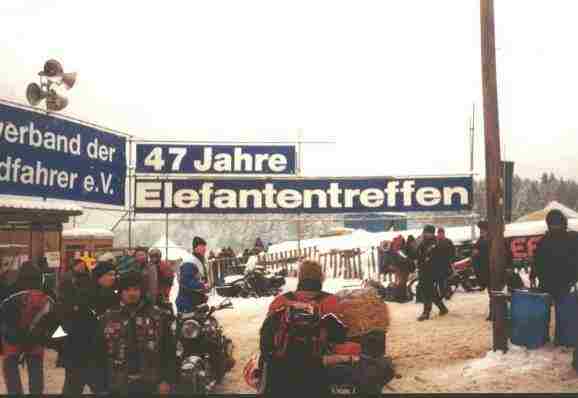 verband der
dfahrer e.V.
47 Jahre
Elefantentreffen